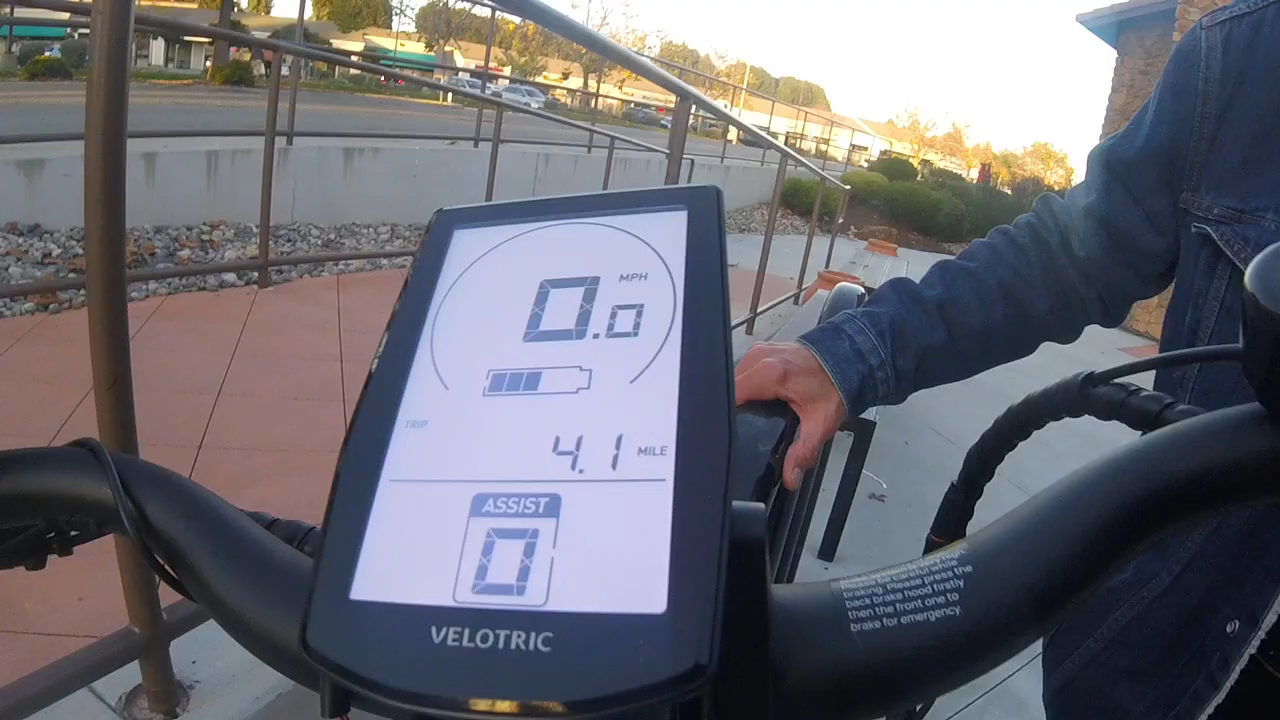 MPH
0.0
TRIP
4.1 MILE
ASSIST
0
VELOTRIC
Please be careful while
braking. Please press the
back brake hood firstly
then the front one to
brake for emergency.